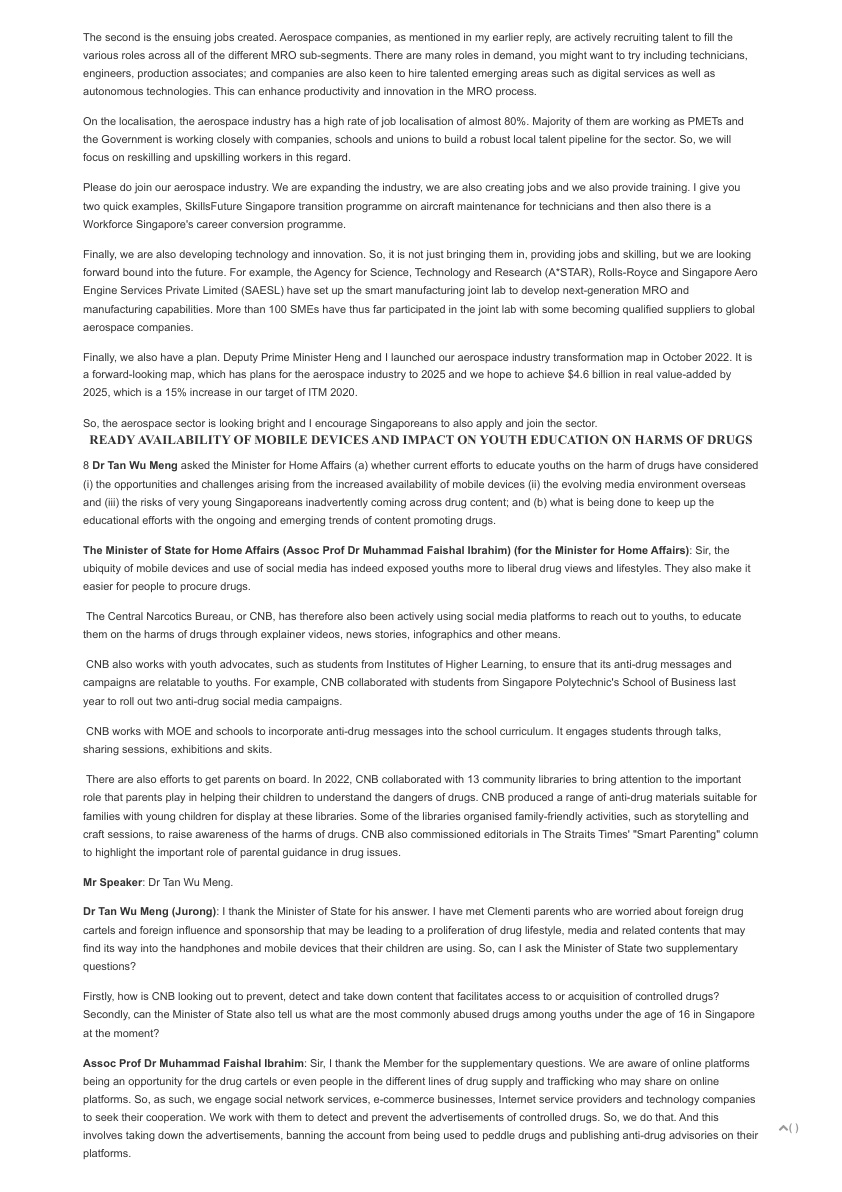 The second is the ensuing jobs created. Aerospace companies, as mentioned in my earlier reply, are actively recruiting talent to fill the
various roles across all of the different MRO sub-segments. There are many roles in demand, you might want to try including technicians,
engineers, production associates; and companies are also keen to hire talented emerging areas such as digital services as well as
autonomous technologies. This can enhance productivity and innovation in the MRO process.
On the localisation, the aerospace industry has a high rate of job localisation of almost 80%. Majority of them are working as PMETs and
the Government is working closely with companies, schools and unions to build a robust local talent pipeline for the sector. So, we will
focus on reskilling and upskilling workers in this regard.
Please do join our aerospace industry. We are expanding the industry, we are also creating jobs and we also provide training. I give you
two quick examples, SkillsFuture Singapore transition programme on aircraft maintenance for technicians and then also there is a
Workforce Singapore's career conversion programme.
Finally, we are also developing technology and innovation. So, it is not just bringing them in, providing jobs and skilling, but we are looking
forward bound into the future. For example, the Agency for Science, Technology and Research (A*STAR), Rolls-Royce and Singapore Aero
Engine Services Private Limited (SAESL) have set up the smart manufacturing joint lab to develop next-generation MRO and
manufacturing capabilities. More than 100 SMEs have thus far participated in the joint lab with some becoming qualified suppliers to global
aerospace companies.
Finally, we also have a plan. Deputy Prime Minister Heng and I launched our aerospace industry transformation map in October 2022. It is
a forward-looking map, which has plans for the aerospace industry to 2025 and we hope to achieve $4.6 billion in real value-added by
2025, which is a 15% increase in our target of ITM 2020.
So, the aerospace sector is looking bright and I encourage Singaporeans to also apply and join the sector.
READY AVAILABILITY OF MOBILE DEVICES AND IMPACT ON YOUTH EDUCATION ON HARMS OF DRUGS
8 Dr Tan Wu Meng asked the Minister for Home Affairs (a) whether current efforts to educate youths on the harm of drugs have considered
(i) the opportunities and challenges arising from the increased availability of mobile devices (ii) the evolving media environment overseas
and (iii) the risks of very young Singaporeans inadvertently coming across drug content; and (b) what is being done to keep up the
educational efforts with the ongoing and emerging trends of content promoting drugs.
The Minister of State for Home Affairs (Assoc Prof Dr Muhammad Faishal Ibrahim) (for the Minister for Home Affairs): Sir, the
ubiquity of mobile devices and use of social media has indeed exposed youths more to liberal drug views and lifestyles. They also make it
easier for people to procure drugs.
The Central Narcotics Bureau, or CNB, has therefore also been actively using social media platforms to reach out to youths, to educate
them on the harms of drugs through explainer videos, news stories, infographics and other means.
CNB also works with youth advocates, such as students from Institutes of Higher Learning, to ensure that its anti-drug messages and
campaigns are relatable to youths. For example, CNB collaborated with students from Singapore Polytechnic's School of Business last
year to roll out two anti-drug social media campaigns.
CNB works with MOE and schools to incorporate anti-drug messages into the school curriculum. It engages students through talks,
sharing sessions, exhibitions and skits.
There are also efforts to get parents on board. In 2022, CNB collaborated with 13 community libraries to bring attention to the important
role that parents play in helping their children to understand the dangers of drugs. CNB produced a range of anti-drug materials suitable for
families with young children for display at these libraries. Some of the libraries organised family-friendly activities, such as storytelling and
craft sessions, to raise awareness of the harms of drugs. CNB also commissioned editorials in The Straits Times' "Smart Parenting" column
to highlight the important role of parental guidance in drug issues.
Mr Speaker: Dr Tan Wu Meng.
Dr Tan Wu Meng (Jurong): I thank the Minister of State for his answer. I have met Clementi parents who are worried about foreign drug
cartels and foreign influence and sponsorship that may be leading to a proliferation of drug lifestyle, media and related contents that may
find its way into the handphones and mobile devices that their children are using. So, can I ask the Minister of State two supplementary
questions?
Firstly, how is CNB looking out to prevent, detect and take down content that facilitates access to or acquisition of controlled drugs?
Secondly, can the Minister of State also tell us what are the most commonly abused drugs among youths under the age of 16 in Singapore
at the moment?
Assoc Prof Dr Muhammad Faishal Ibrahim: Sir, I thank the Member for the supplementary questions. We are aware of online platforms
being an opportunity for the drug cartels or even people in the different lines of drug supply and trafficking who may share on online
platforms. So, as such, we engage social network services, e-commerce businesses, Internet service providers and technology companies
to seek their cooperation. We work with them to detect and prevent the advertisements of controlled drugs. So, we do that. And this
involves taking down the advertisements, banning the account from being used to peddle drugs and publishing anti-drug advisories on their
platforms.
( )